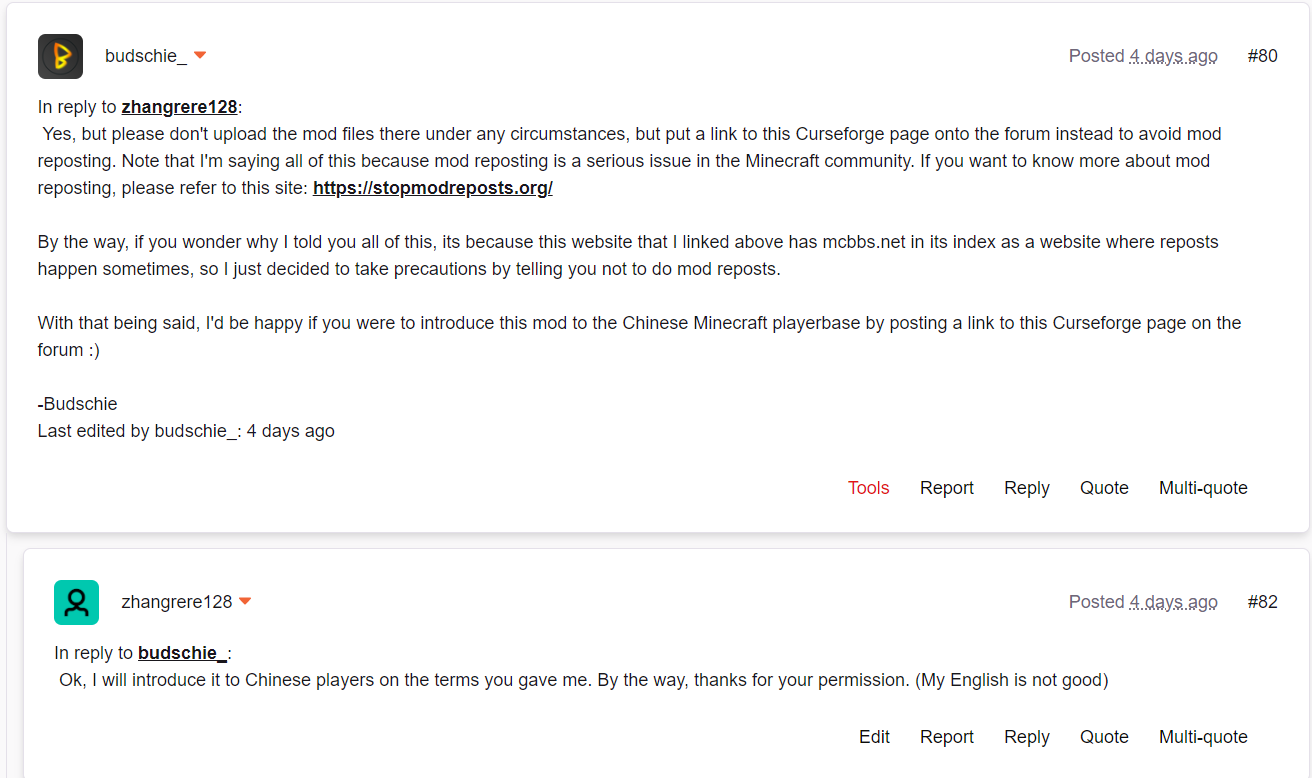 budschie_
Posted 4 days ago #80
In reply to zhangrere128:
Yes, but please don't upload the mod files there under any circumstances, but put a link to this Curseforge page onto the forum instead to avoid mod
reposting. Note that I'm saying all of this because mod reposting is a serious issue in the Minecraft community. If you want to know more about mod
reposting, please refer to this site: https://stopmodreposts.org/
By the way, if you wonder why I told you all of this, its because this website that I linked above has mcbbs.net in its index as a website where reposts
happen sometimes, so I just decided to take precautions by telling you not to do mod reposts.
With that being said, I'd be happy if you were to introduce this mod to the Chinese Minecraft playerbase by posting a link to this Curseforge page on the
forum :)
-Budschie
Last edited by budschie_: 4 days ago
Tools Report Reply Quote Multi-quote
zhangrere128
Posted 4 days ago #82
In reply to budschie_:
Ok, I will introduce it to Chinese players on the terms you gave me. By the way, thanks for your permission. (My English is not good)
Edit Report Reply Quote Multi-quote